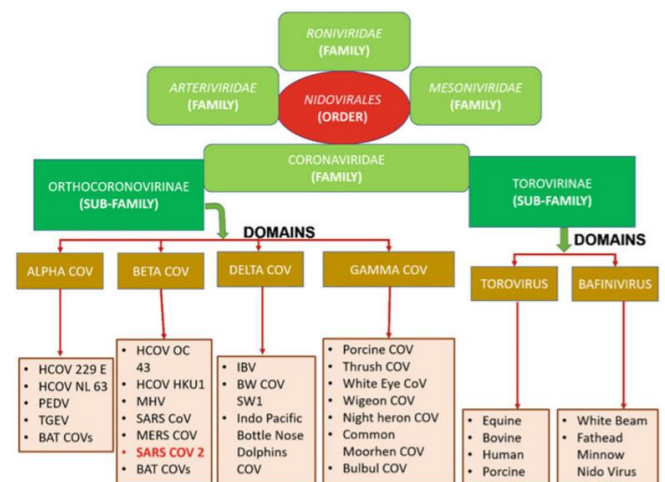 RONIVIRIDAE
(FAMILY)
ARTERIVIRIDAE
(FAMILY)
NIDOVIRALES
(ORDER)
MESONIVIRIDAE
(FAMILY)
CORONAVIRIDAE
(FAMILY)
ORTHOCORONOVIRINAE
(SUB-FAMILY)
TOROVIRINAE
(SUB-FAMILY)
DOMAINS
DOMAINS
ALPHA COV
BETA COV
DELTA COV
GAMMA COV
TOROVIRUS
BAFINIVIRUS
• HCOV 229 E
• HCOV NL 63
• PEDV
• TGEV
• BAT COVs
• HCOV OC
43
• HCOV HKU1
• MHV
• SARS CoV
• MERS COV
• SARS COV 2
• BAT COVs
• IBV
• BW COV
SW1
• Indo Pacific
Bottle Nose
Dolphins
COV
• Porcine COV
• Thrush COV
• White Eye CoV
• Wigeon COV
• Night heron COV
• Common
Moorhen COV
• Bulbul COV
• Equine
• Bovine
• Human
• Porcine
• White Beam
• Fathead
Minnow
Nido Virus